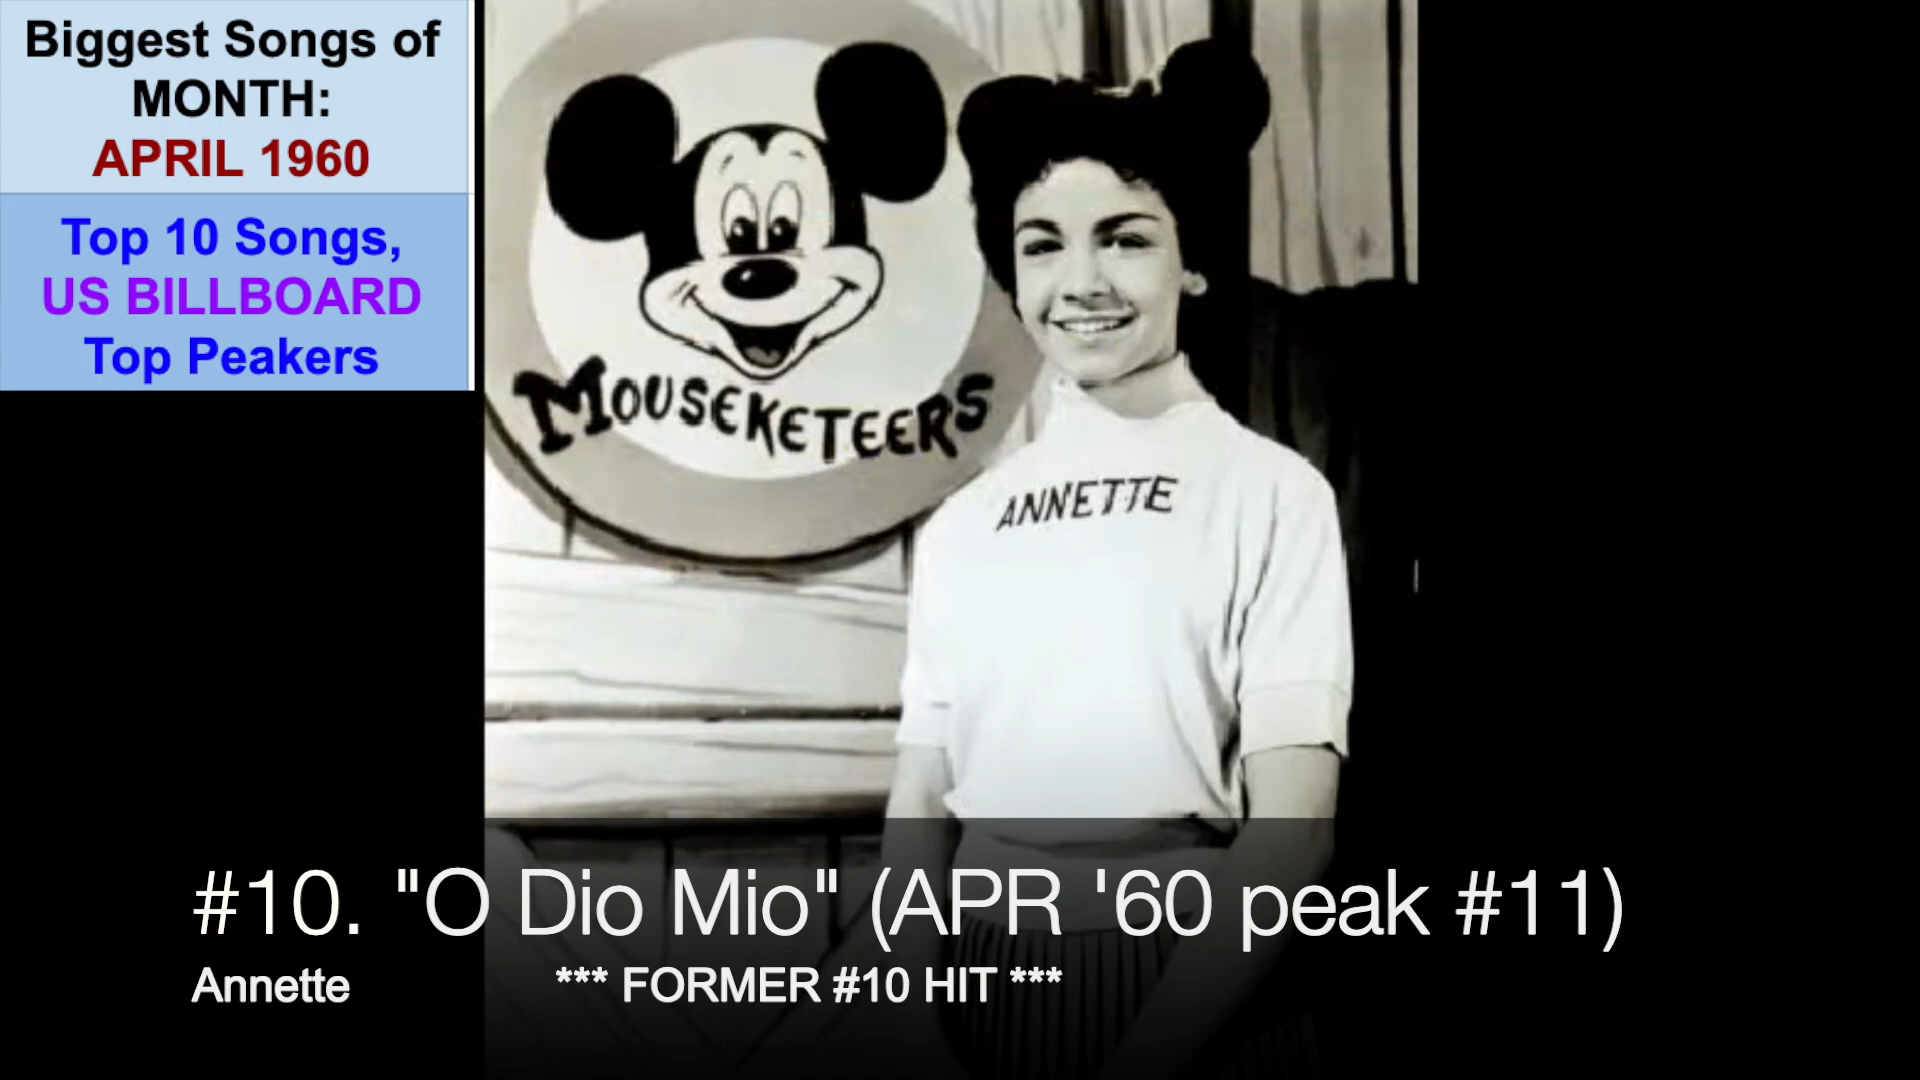 Biggest Songs of
MONTH:
APRIL 1960
Top 10 Songs,
US BILLBOARD
Top Peakers
MOUSEKETEERS
ANNETTE
#10. "O Dio Mio" (APR '60 peak #11)
Annette *** FORMER #10 HIT ***